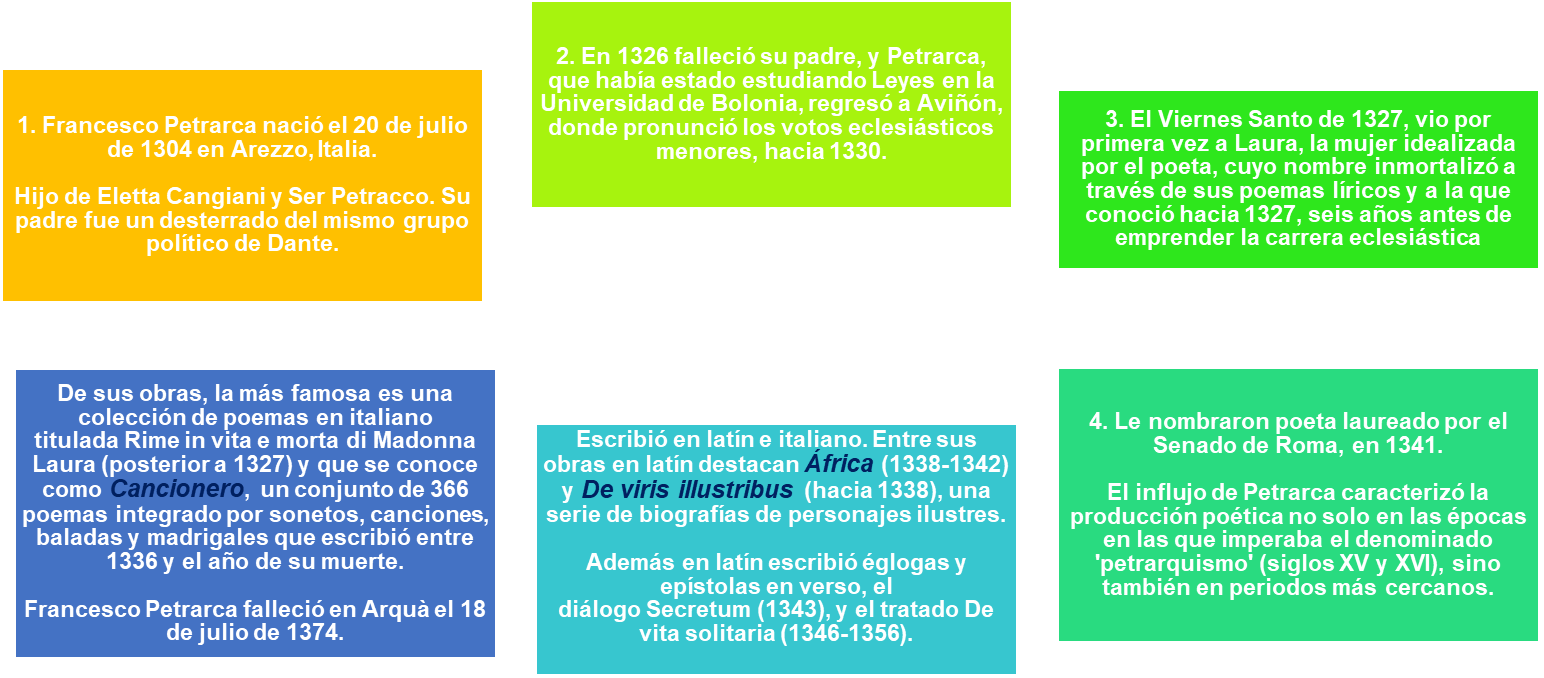 1. Francesco Petrarca nació el 20 de julio
de 1304 en Arezzo, Italia.
Hijo de Eletta Cangiani y Ser Petracco. Su
padre fue un desterrado del mismo grupo
político de Dante.
2. En 1326 falleció su padre, y Petrarca,
que había estado estudiando Leyes en la
Universidad de Bolonia, regresó a Aviñón,
donde pronunció los votos eclesiásticos
menores, hacia 1330.
3. El Viernes Santo de 1327, vio por
primera vez a Laura, la mujer idealizada
por el poeta, cuyo nombre inmortalizó a
través de sus poemas líricos y a la que
conoció hacia 1327, seis años antes de
emprender la carrera eclesiástica
4. Le nombraron poeta laureado por el
Senado de Roma, en 1341.
El influjo de Petrarca caracterizó la
producción poética no solo en las épocas
en las que imperaba el denominado
'petrarquismo' (siglos XV y XVI), sino
también en periodos más cercanos.
Escribió en latín e italiano. Entre sus
obras en latín destacan África (1338-1342)
y De viris illustribus (hacia 1338), una
serie de biografías de personajes ilustres.
Además en latín escribió églogas y
epístolas en verso, el
diálogo Secretum (1343), y el tratado De
vita solitaria (1346-1356).
De sus obras, la más famosa es una
colección de poemas en italiano
titulada Rime in vita e morta di Madonna
Laura (posterior a 1327) y que se conoce
como Cancionero, un conjunto de 366
poemas integrado por sonetos, canciones,
baladas y madrigales que escribió entre
1336 y el año de su muerte.
Francesco Petrarca falleció en Arquà el 18
de julio de 1374.